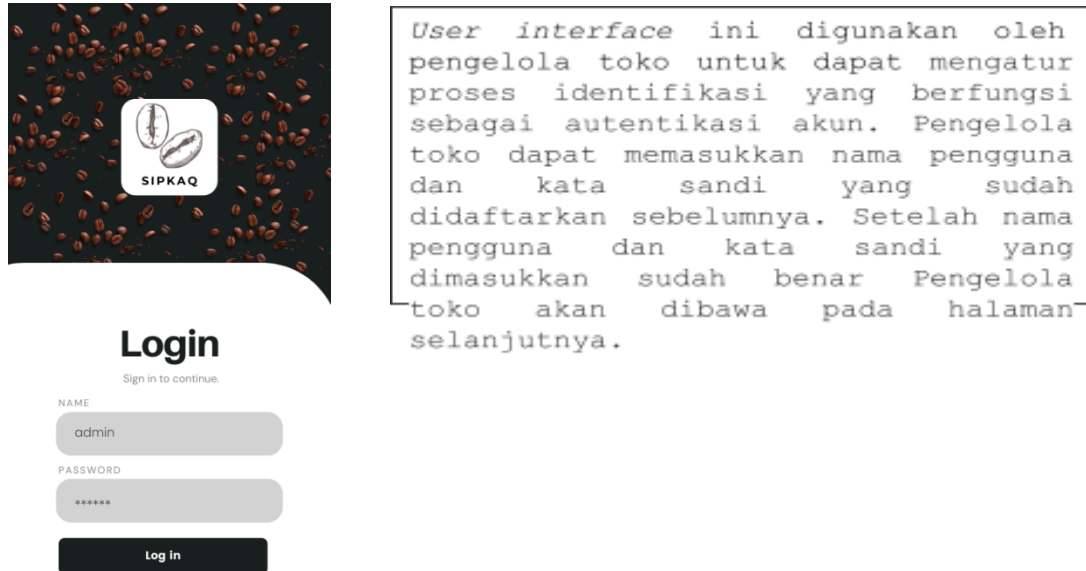 SIPKAQ
Login
Sign in to continue.
NAME
admin
PASSWORD
******
Log in
User interface ini digunakan oleh
pengelola toko untuk dapat mengatur
proses identifikasi yang berfungsi
sebagai autentikasi akun. Pengelola
toko dapat memasukkan nama pengguna
dan kata sandi yang sudah
didaftarkan sebelumnya. Setelah nama
pengguna dan kata sandi yang
dimasukkan sudah benar Pengelola
toko akan dibawa pada halaman
selanjutnya.